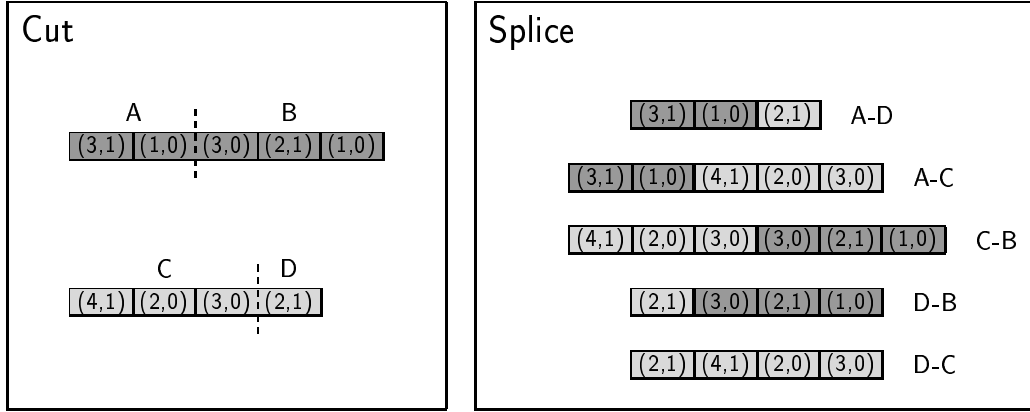 Cut
A B
(3,1) (1,0) (3,0) (2,1) (1,0)
C D
(4,1) (2,0) (3,0) (2,1)
Splice
(3,1) (1,0) (2,1) A-D
(3,1) (1,0) (4,1) (2,0) (3,0) A-C
(4,1) (2,0) (3,0) (3,0) (2,1) (1,0) C-B
(2,1) (3,0) (2,1) (1,0) D-B
(2,1) (4,1) (2,0) (3,0) D-C